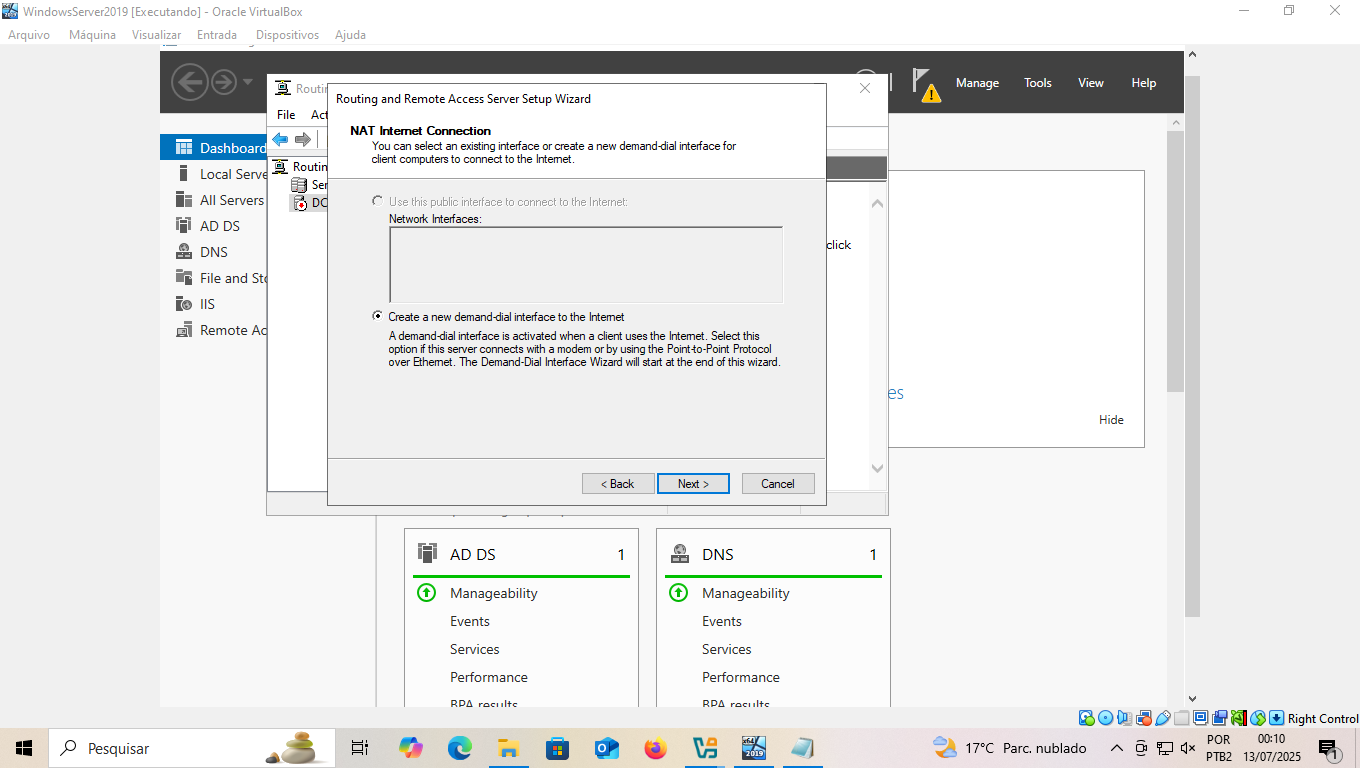 WindowsServer2019 [Executando] - Oracle VirtualBox
Arquivo Máquina Visualizar Entrada Dispositivos Ajuda
Manage Tools View Help
Dashboard
Local Serve
All Servers
AD DS
DNS
File and Sto
IIS
Remote Ac
Routin
File Act
Routin
Ser
DC
Routing and Remote Access Server Setup Wizard
NAT Internet Connection
You can select an existing interface or create a new demand-dial interface for
client computers to connect to the Internet.
Use this public interface to connect to the Internet:
Network Interfaces:
Create a new demand-dial interface to the Internet
A demand-dial interface is activated when a client uses the Internet. Select this
option if this server connects with a modem or by using the Point-to-Point Protocol
over Ethernet. The Demand-Dial Interface Wizard will start at the end of this wizard.
< Back Next > Cancel
click
es
Hide
AD DS 1
Manageability
Events
Services
Performance
BPA results
DNS 1
Manageability
Events
Services
Performance
BPA results
Right Control
Pesquisar
x64
2019
17°C Parc. nublado
POR
PTB2
00:10
13/07/2025
1